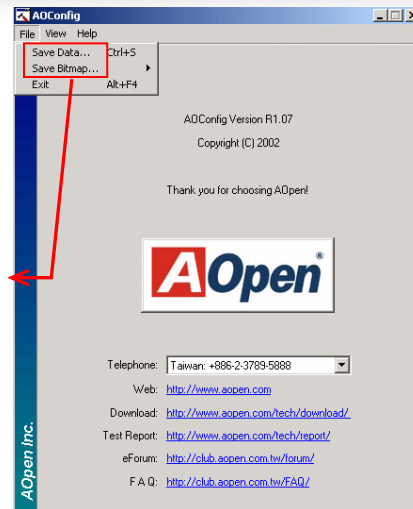 AOConfig
File View Help
Save Data... Ctrl+S
Save Bitmap...
Exit Alt+F4
AOConfig Version R1.07
Copyright (C) 2002
Thank you for choosing AOpen!
AOpen®
Telephone: Taiwan: +886-2-3789-5888
Web: http://www.aopen.com
Download: http://www.aopen.com/tech/download/
Test Report: http://www.aopen.com/tech/report/
eForum: http://club.aopen.com.tw/forum/
F A Q: http://club.aopen.com.tw/FAQ/
AOpen Inc.